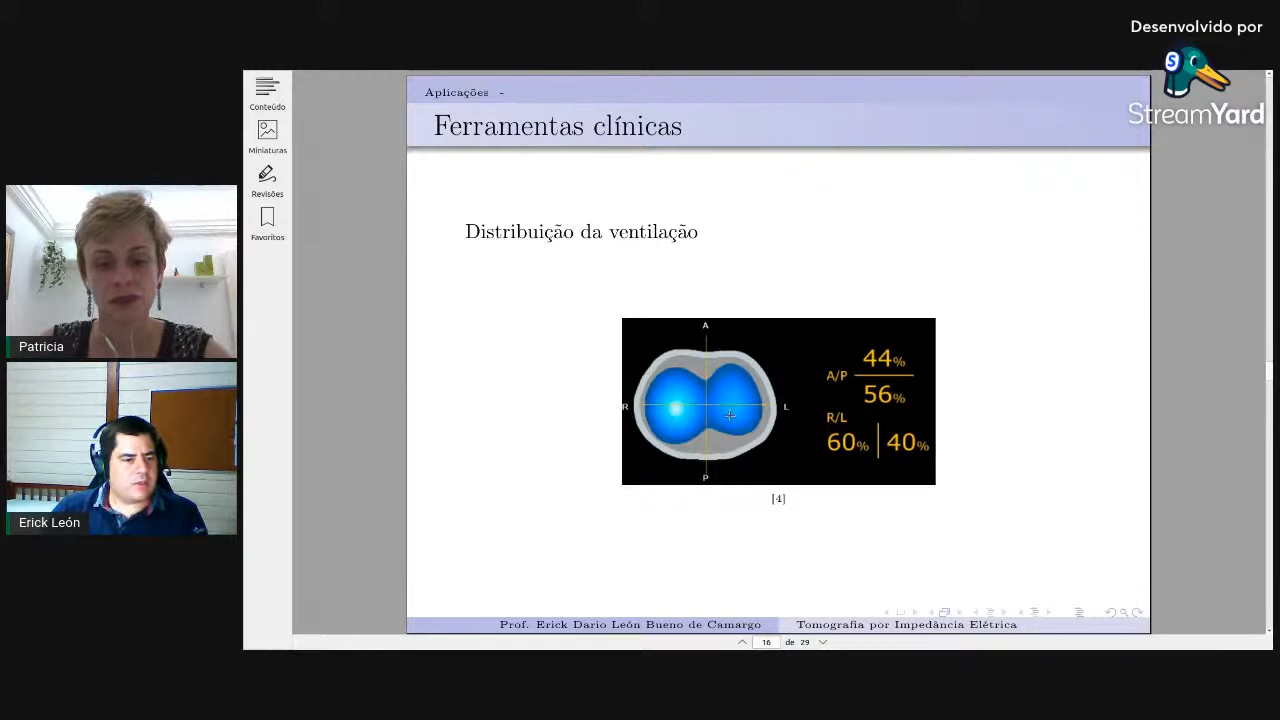 Desenvolvido por
StreamYard
Conteúdo
Miniaturas
Revisões
Favoritos
Aplicações -
Ferramentas clínicas
Distribuição da ventilação
A
R
L
P
A/P
44%
56%
R/L
60% | 40%
[4]
Patricia
Erick León
Prof. Erick Dario León Bueno de Camargo
Tomografia por Impedância Elétrica
16 de 29